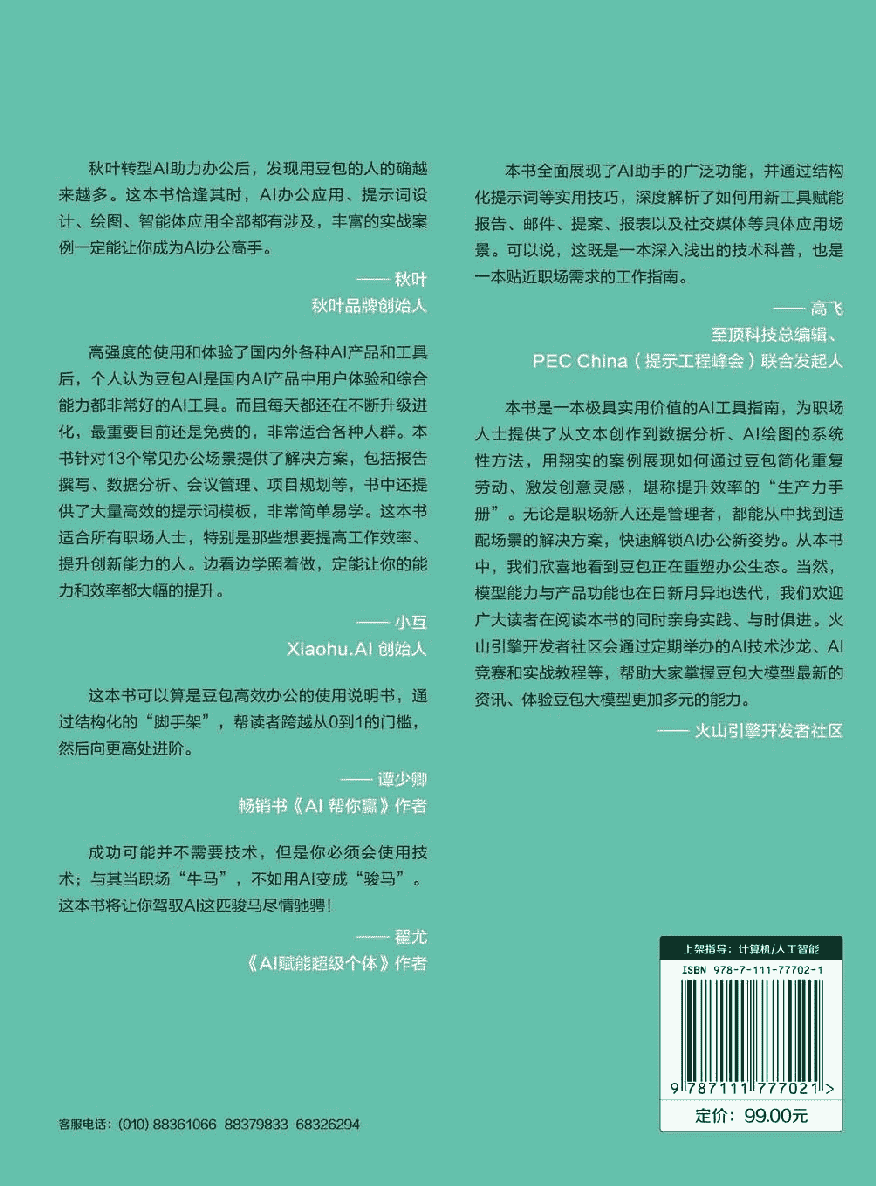 秋叶转型AI助力办公后，发现用豆包的人的确越
来越多。这本书恰逢其时，AI办公应用、提示词设
计、绘图、智能体应用全部都有涉及，丰富的实战案
例一定能让你成为AI办公高手。
—— 秋叶
秋叶品牌创始人
高强度的使用和体验了国内外各种AI产品和工具
后，个人认为豆包AI是国内AI产品中用户体验和综合
能力都非常好的AI工具。而且每天都还在不断升级进
化，最重要目前还是免费的，非常适合各种人群。本
书针对13个常见办公场景提供了解决方案，包括报告
撰写、数据分析、会议管理、项目规划等，书中还提
供了大量高效的提示词模板，非常简单易学。这本书
适合所有职场人士，特别是那些想要提高工作效率、
提升创新能力的人。边看边学照着做，定能让你的能
力和效率都大幅的提升。
—— 小互
Xiaohu.AI 创始人
这本书可以算是豆包高效办公的使用说明书，通
过结构化的“脚手架”，帮读者跨越从0到1的门槛，
然后向更高处进阶。
—— 谭少卿
畅销书《AI 帮你赢》作者
成功可能并不需要技术，但是你必须会使用技
术；与其当职场“牛马”，不如用AI变成“骏马”。
这本书将让你驾驭AI这匹骏马尽情驰骋！
—— 翟尤
《AI赋能超级个体》作者
本书全面展现了AI助手的广泛功能，并通过结构
化提示词等实用技巧，深度解析了如何用新工具赋能
报告、邮件、提案、报表以及社交媒体等具体应用场
景。可以说，这既是一本深入浅出的技术科普，也是
一本贴近职场需求的工作指南。
—— 高飞
至顶科技总编辑、
PEC China（提示工程峰会）联合发起人
本书是一本极具实用价值的AI工具指南，为职场
人士提供了从文本创作到数据分析、AI绘图的系统
性方法，用翔实的案例展现如何通过豆包简化重复
劳动、激发创意灵感，堪称提升效率的“生产力手
册”。无论是职场新人还是管理者，都能从中找到适
配场景的解决方案，快速解锁AI办公新姿势。从本书
中，我们欣喜地看到豆包正在重塑办公生态。当然，
模型能力与产品功能也在日新月异地迭代，我们欢迎
广大读者在阅读本书的同时亲身实践、与时俱进。火
山引擎开发者社区会通过定期举办的AI技术沙龙、AI
竞赛和实战教程等，帮助大家掌握豆包大模型最新的
资讯、体验豆包大模型更加多元的能力。
—— 火山引擎开发者社区
上架指导：计算机/人工智能
ISBN 978-7-111-77702-1
9 787111 777021 >
定价：99.00元
客服电话：(010) 88361066 88379833 68326294